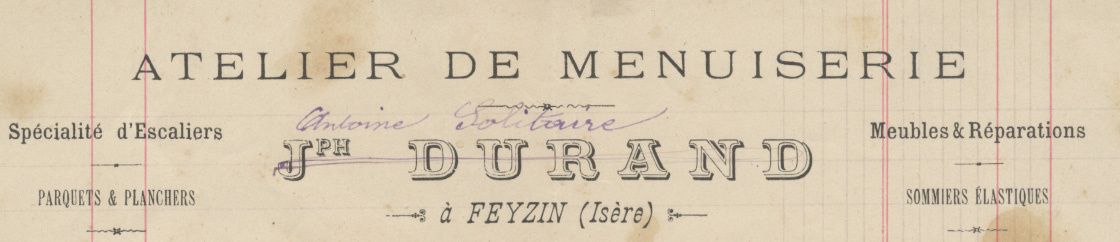 ATELIER DE MENUISERIE
Antoine Solitaire
Spécialité d'Escaliers
Meubles & Réparations
JPH DURAND
PARQUETS & PLANCHERS
SOMMIERS ÉLASTIQUES
à FEYZIN (Isère)